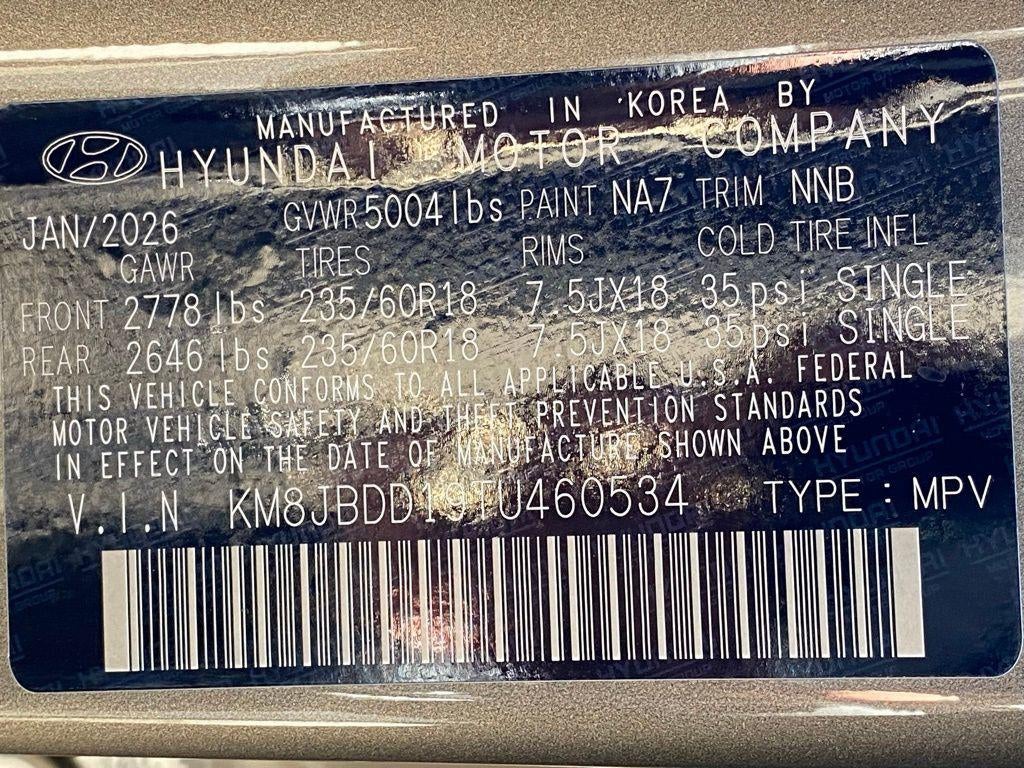 MANUFACTURED IN KOREA BY
HYUNDAI MOTOR COMPANY
JAN/2026 GVWR 5004lbs PAINT NA7 TRIM NNB
GAWR TIRES RIMS COLD TIRE INFL
FRONT 2778lbs 235/60R18 7.5JX18 35psi SINGLE
REAR 2646lbs 235/60R18 7.5JX18 35psi SINGLE
THIS VEHICLE CONFORMS TO ALL APPLICABLE U.S.A. FEDERAL
MOTOR VEHICLE SAFETY AND THEFT PREVENTION STANDARDS
IN EFFECT ON THE DATE OF MANUFACTURE SHOWN ABOVE
V.I.N KM8JBDD19TU460534 TYPE : MPV